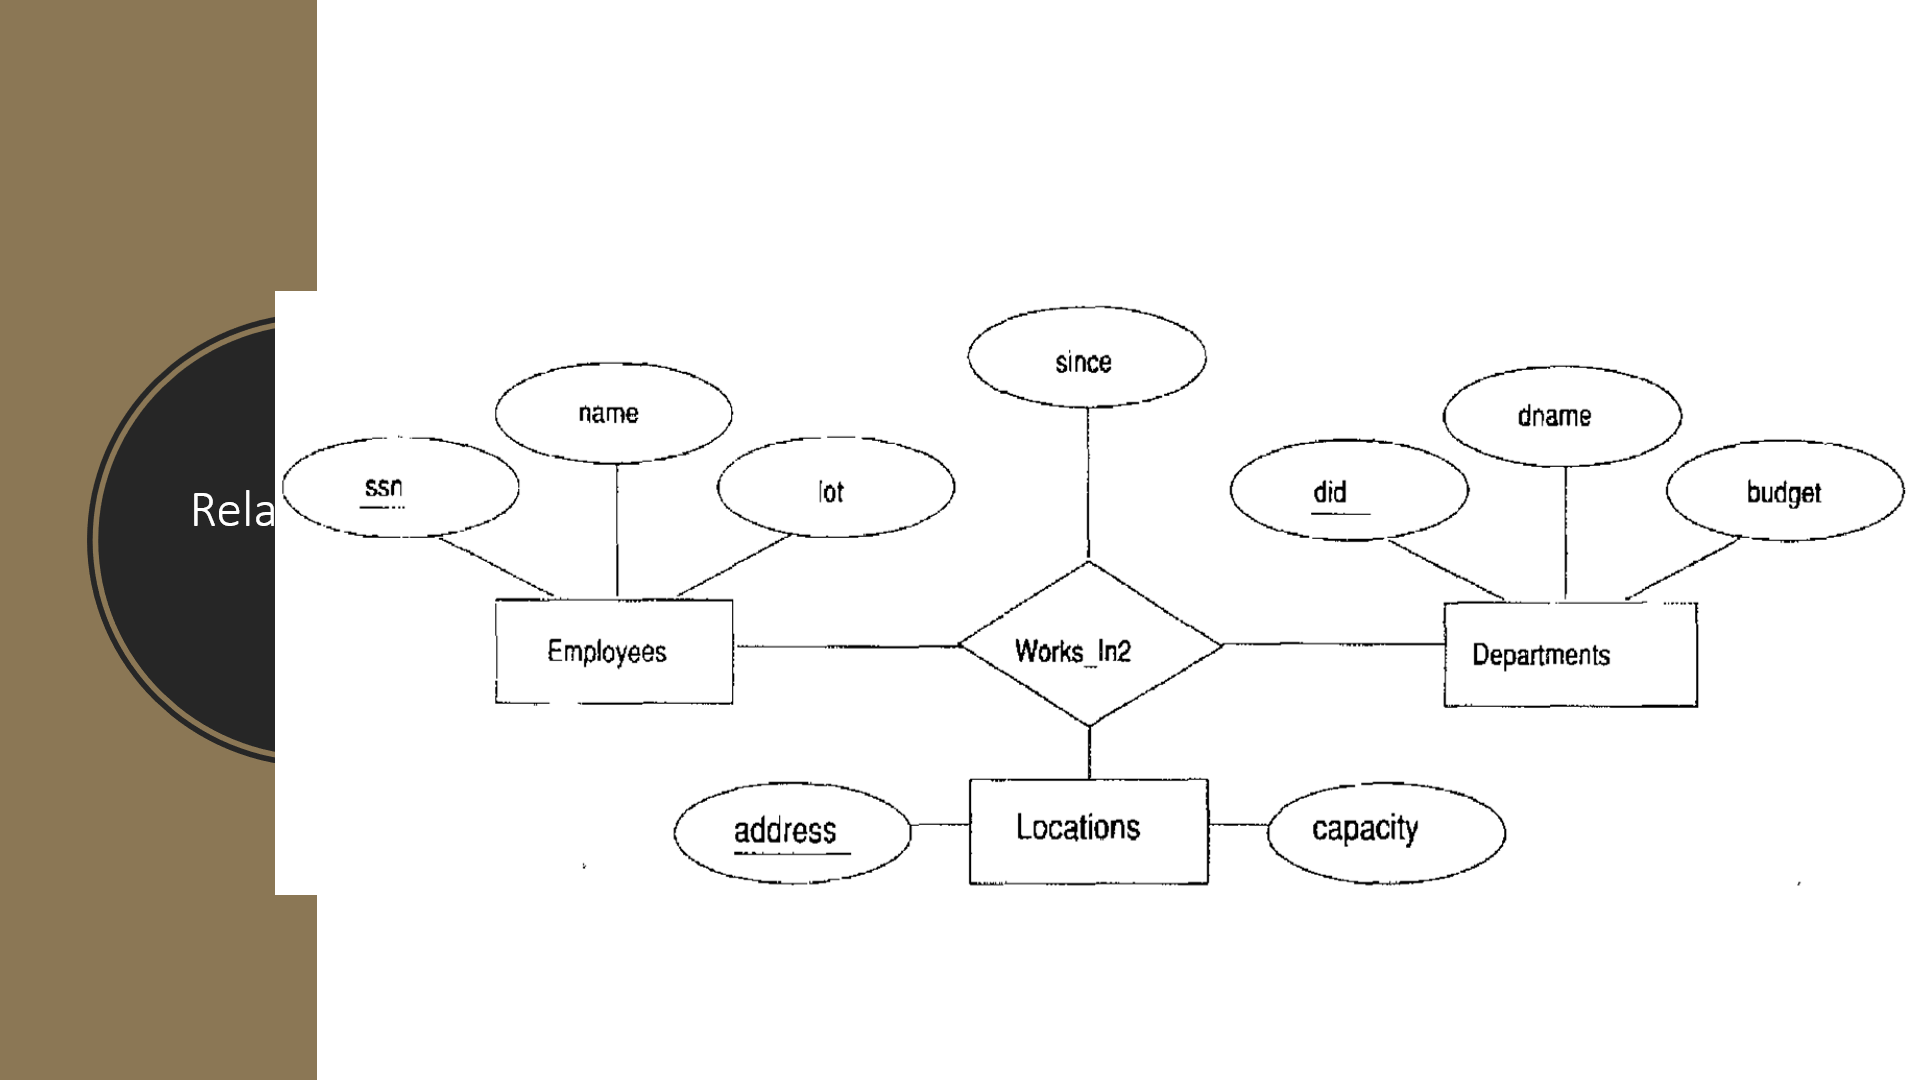 Rela
since
name
dname
ssn
lot
did
budget
Employees
Works_In2
Departments
address
Locations
capacity